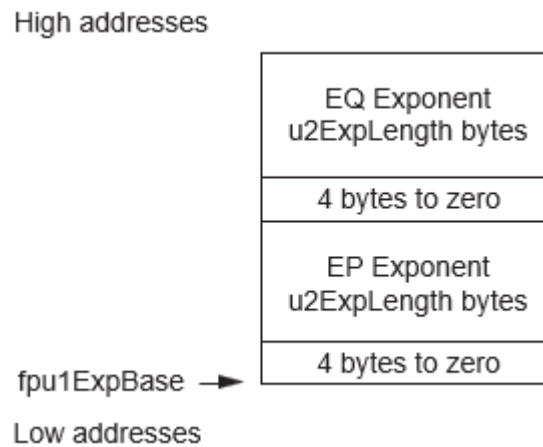 High addresses
EQ Exponent
u2ExpLength bytes
4 bytes to zero
EP Exponent
u2ExpLength bytes
4 bytes to zero
fpu1ExpBase
Low addresses